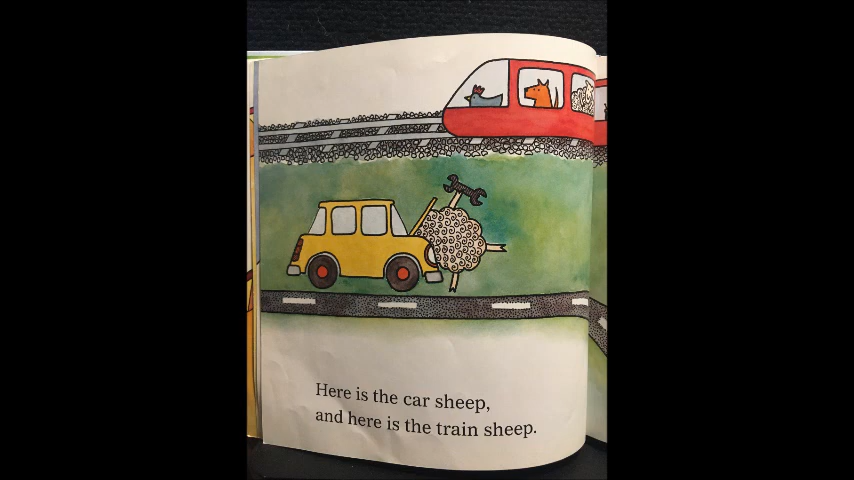 Here is the car sheep,
and here is the train sheep.